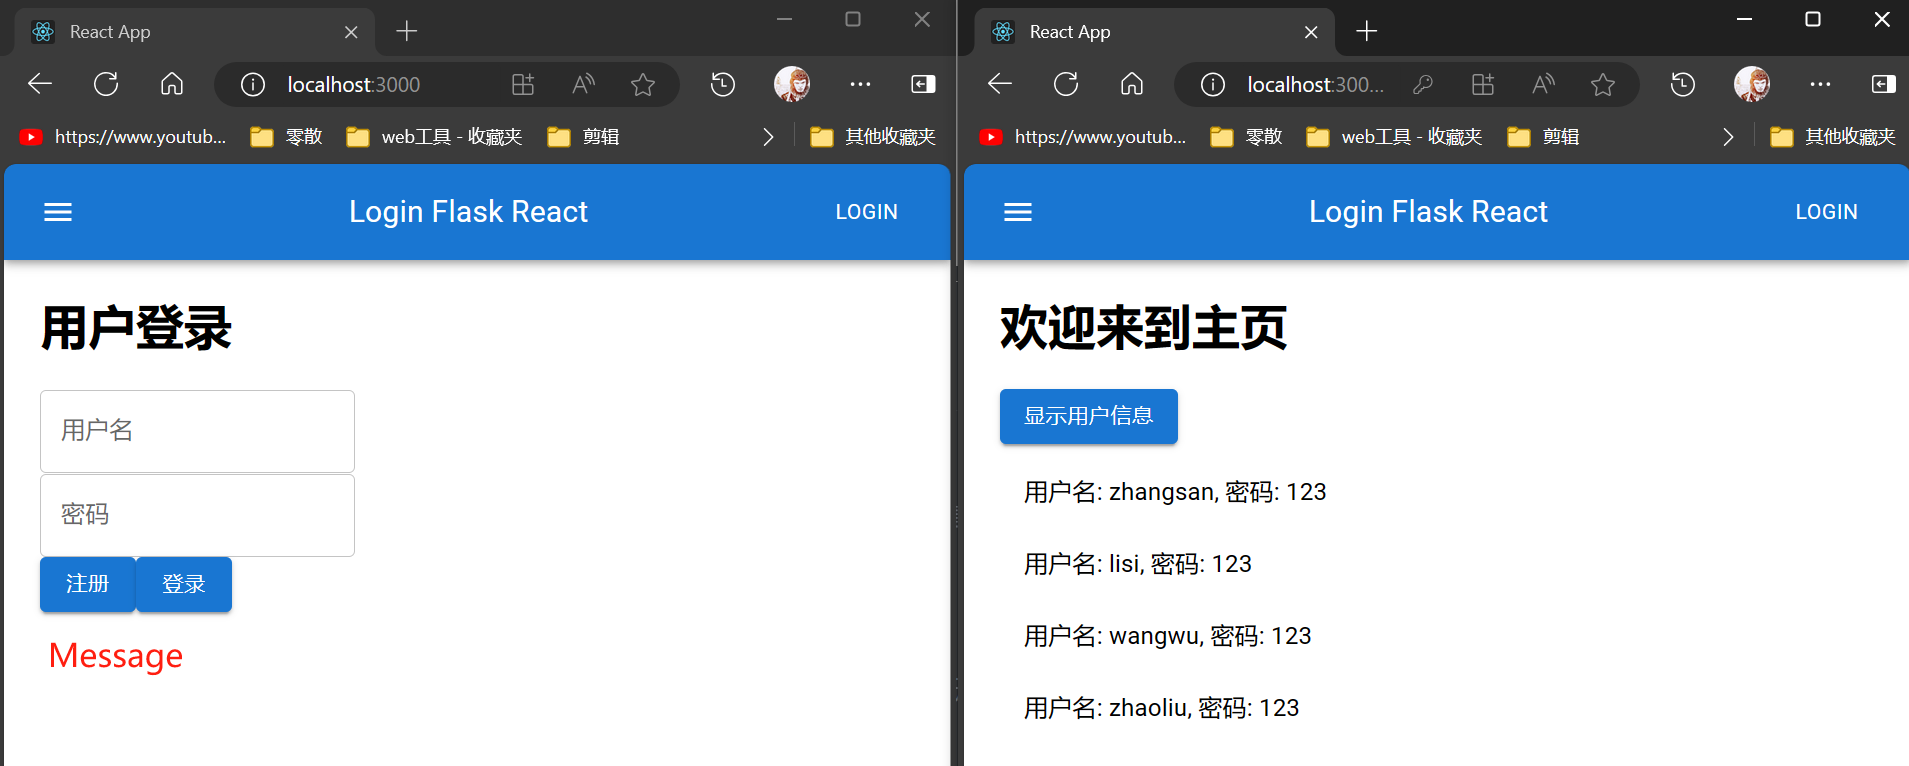 React App
localhost:3000
https://www.youtub... 零散 web工具 - 收藏夹 剪辑 其他收藏夹
Login Flask React LOGIN
用户登录
用户名
密码
注册 登录
Message
React App
localhost:300...
https://www.youtub... 零散 web工具 - 收藏夹 剪辑 其他收藏夹
Login Flask React LOGIN
欢迎来到主页
显示用户信息
用户名: zhangsan, 密码: 123
用户名: lisi, 密码: 123
用户名: wangwu, 密码: 123
用户名: zhaoliu, 密码: 123